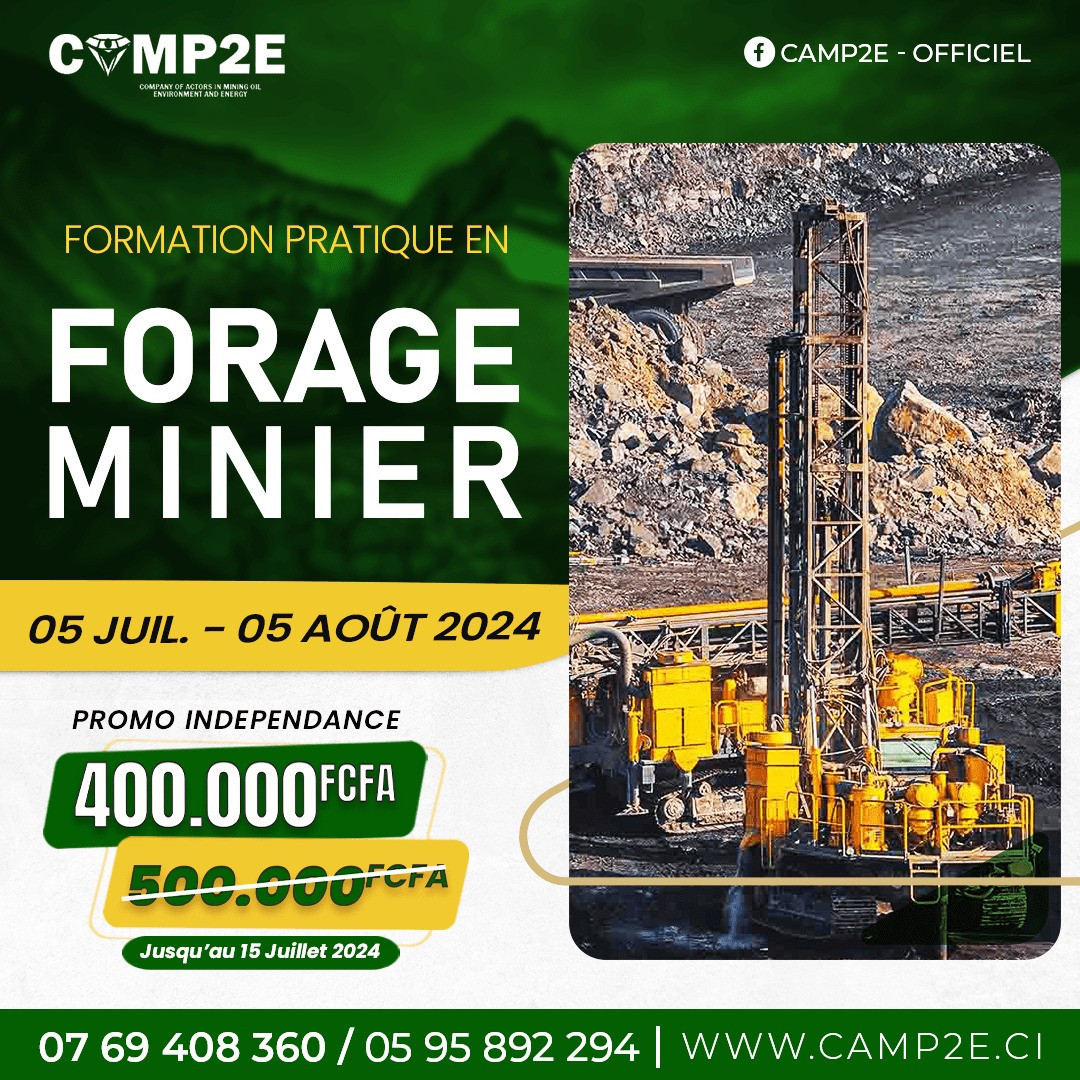 CAMP2E
COMPANY OF ACTORS IN MINING OIL
ENVIRONMENT AND ENERGY
CAMP2E - OFFICIEL
FORMATION PRATIQUE EN
FORAGE
MINIER
05 JUIL. - 05 AOÛT 2024
PROMO INDEPENDANCE
400.000FCFA
500.000FCFA
Jusqu'au 15 Juillet 2024
07 69 408 360 / 05 95 892 294 | WWW.CAMP2E.CI